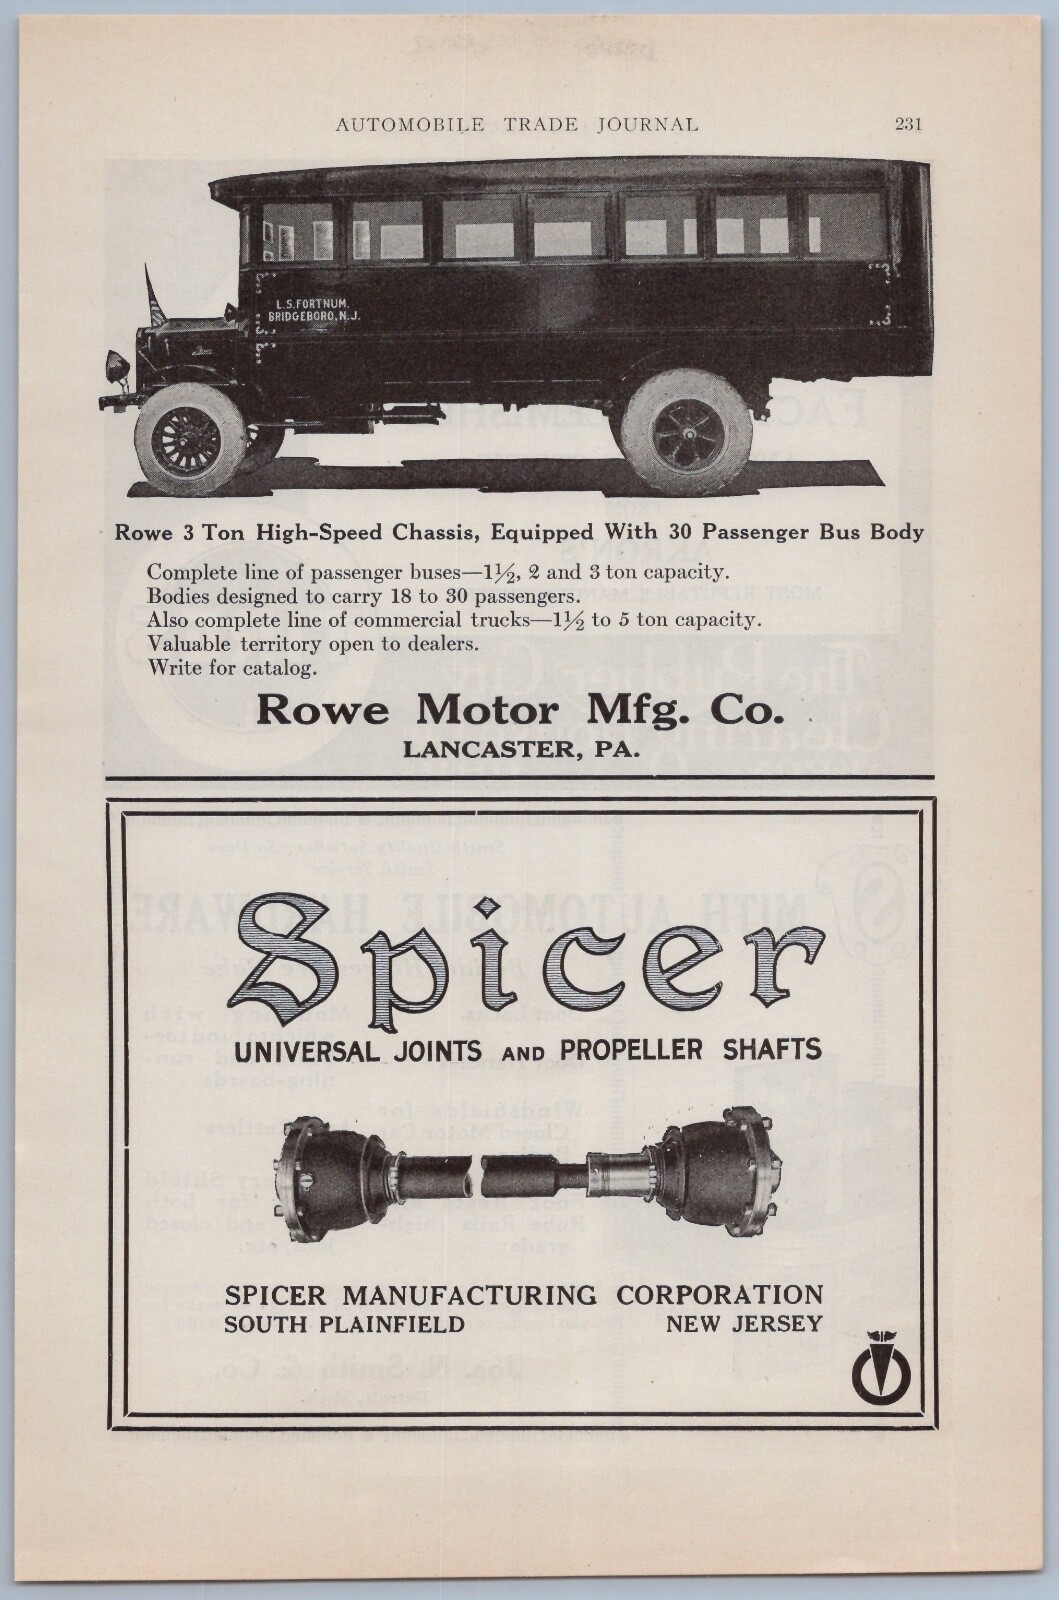 AUTOMOBILE TRADE JOURNAL 231
L.S. FORTNUM.
BRIDGEBORO, N.J.
Rowe 3 Ton High-Speed Chassis, Equipped With 30 Passenger Bus Body
Complete line of passenger buses—1½, 2 and 3 ton capacity.
Bodies designed to carry 18 to 30 passengers.
Also complete line of commercial trucks—1½ to 5 ton capacity.
Valuable territory open to dealers.
Write for catalog.
Rowe Motor Mfg. Co.
LANCASTER, PA.
Spicer
UNIVERSAL JOINTS AND PROPELLER SHAFTS
SPICER MANUFACTURING CORPORATION
SOUTH PLAINFIELD NEW JERSEY